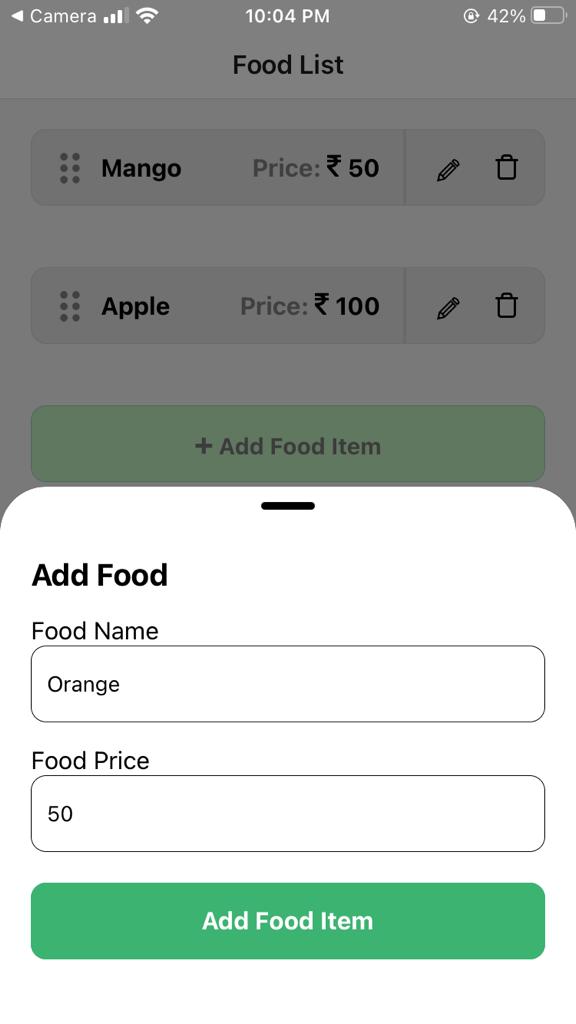 Camera 10:04 PM 42%
Food List
Mango Price: ₹ 50
Apple Price: ₹ 100
+ Add Food Item
Add Food
Food Name
Orange
Food Price
50
Add Food Item